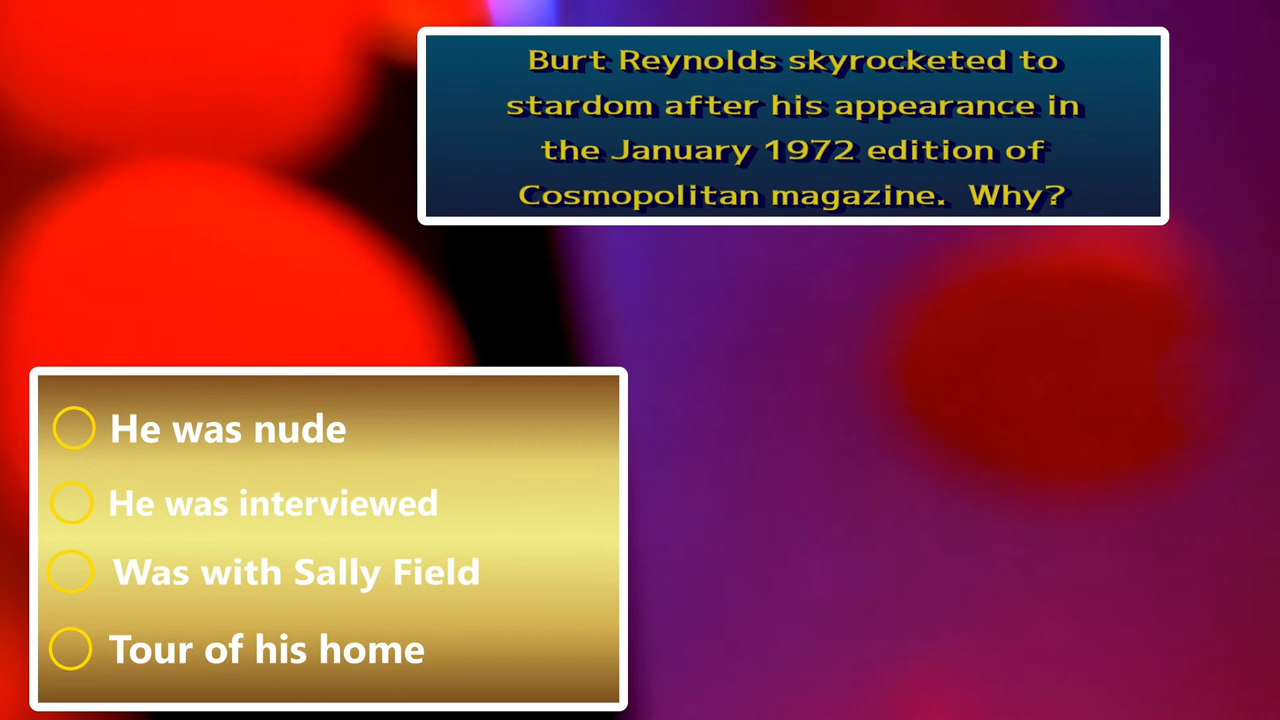 Burt Reynolds skyrocketed to
stardom after his appearance in
the January 1972 edition of
Cosmopolitan magazine.  Why?
He was nude
He was interviewed
Was with Sally Field
Tour of his home